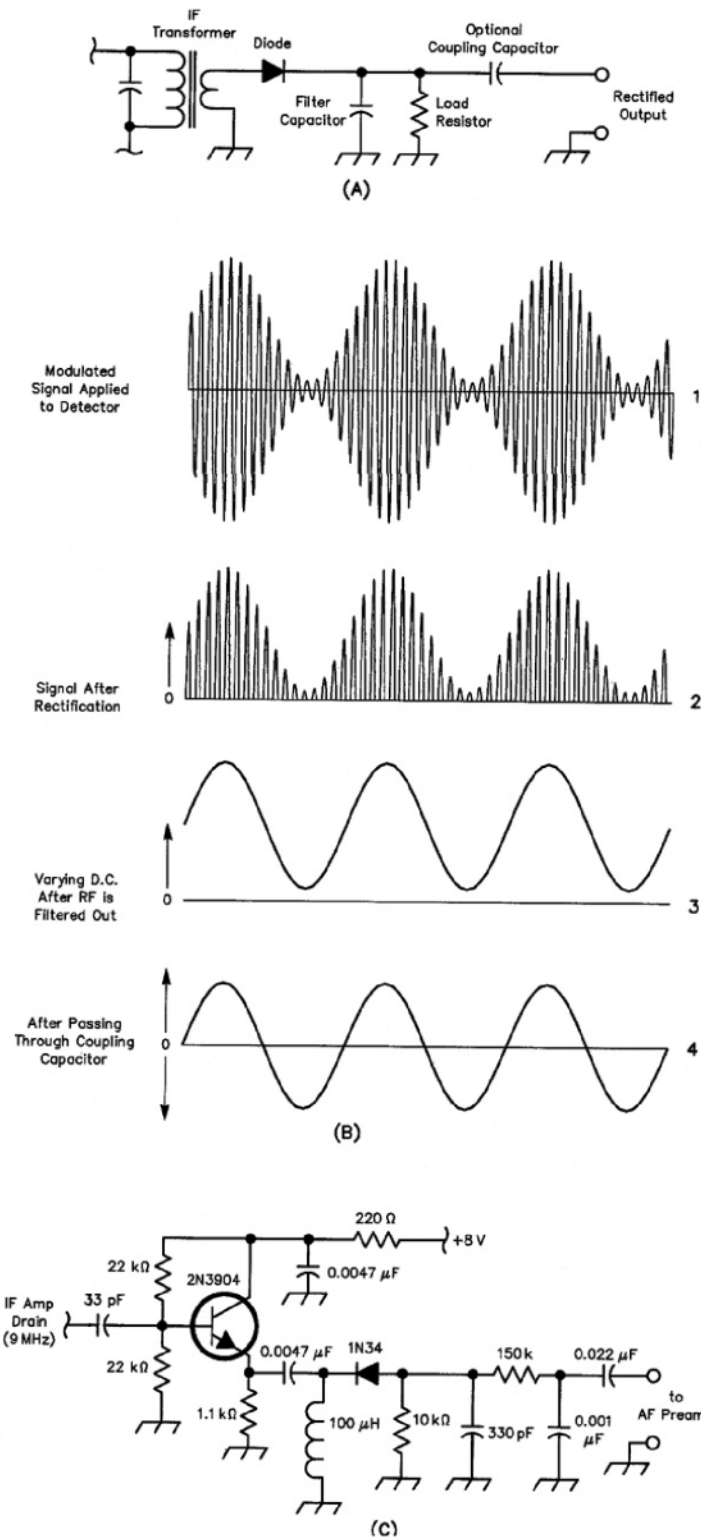 IF
Transformer
Diode
Optional
Coupling Capacitor
Filter
Capacitor
Load
Resistor
Rectified
Output
(A)
Modulated
Signal Applied
to Detector
1
0
Signal After
Rectification
2
Varying D.C.
After RF is
Filtered Out
0
3
After Passing
Through Coupling
Capacitor
0
4
(B)
220 Ω
+8 V
22 kΩ
2N3904
0.0047 µF
IF Amp
Drain
(9 MHz)
33 pF
22 kΩ
0.0047 µF
1N34
150k
0.022 µF
1.1 kΩ
100 µH
10 kΩ
330 pF
0.001
µF
to
AF Pream
(C)